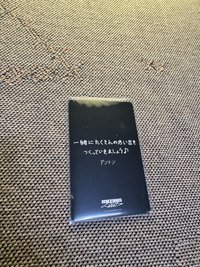 一緒にたくさんの思い出を
つくっていきましょう♪
アントン